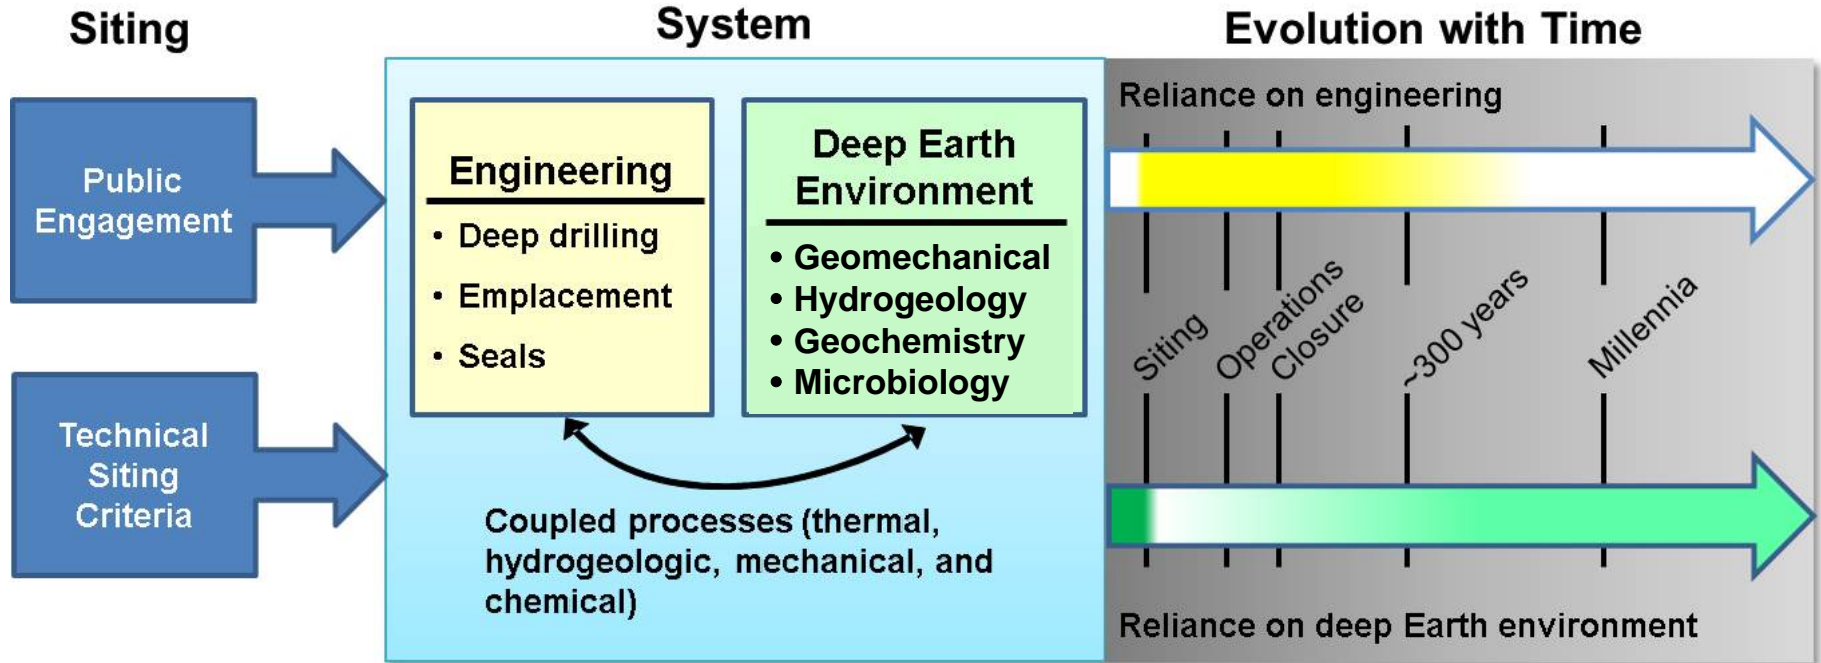 Siting
Public
Engagement
Technical
Siting
Criteria
System
Engineering
• Deep drilling
• Emplacement
• Seals
Deep Earth
Environment
• Geomechanical
• Hydrogeology
• Geochemistry
• Microbiology
Coupled processes (thermal,
hydrogeologic, mechanical, and
chemical)
Evolution with Time
Reliance on engineering
Siting
Operations
Closure
~300 years
Millennia
Reliance on deep Earth environment